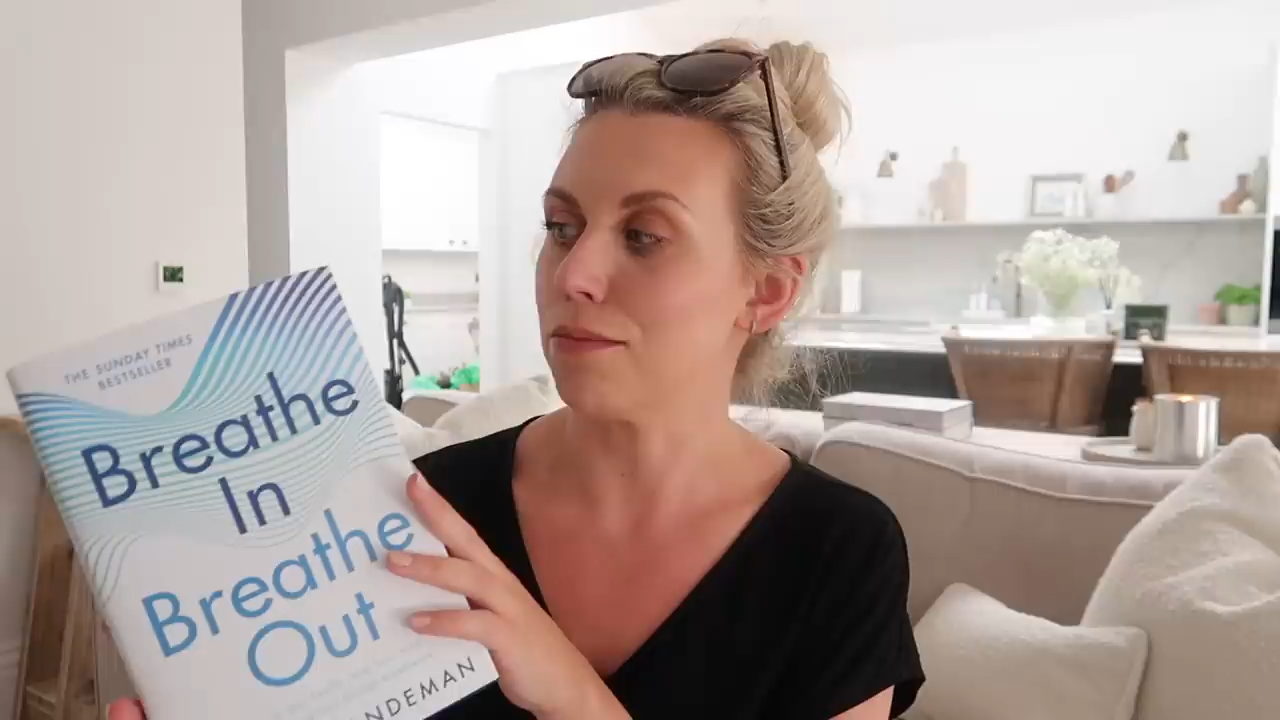 THE SUNDAY TIMES
BESTSELLER
Breathe
In
Breathe
Out
NDEMAN